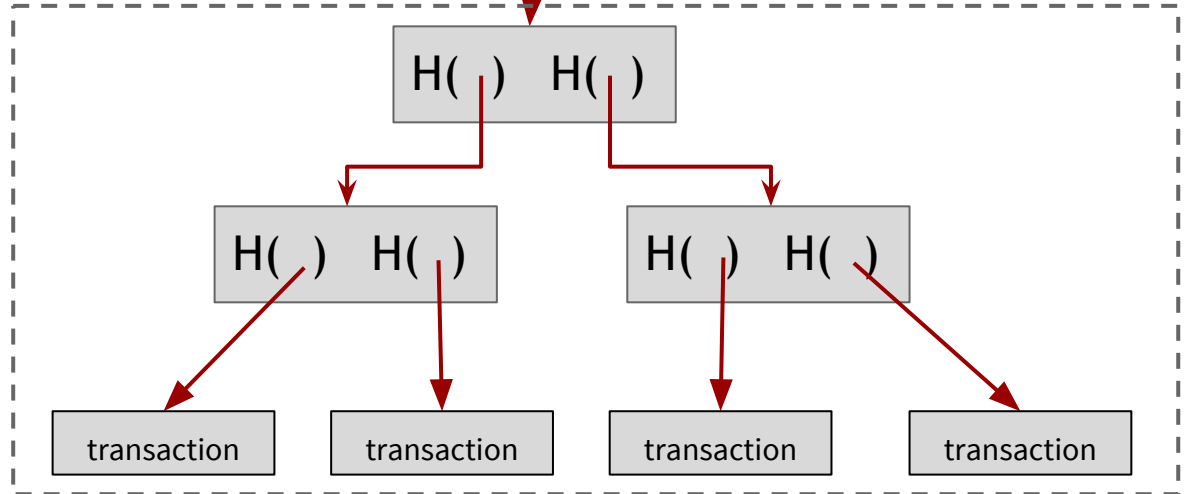 H( ) H( )
H( ) H( ) H( ) H( )
transaction transaction transaction transaction